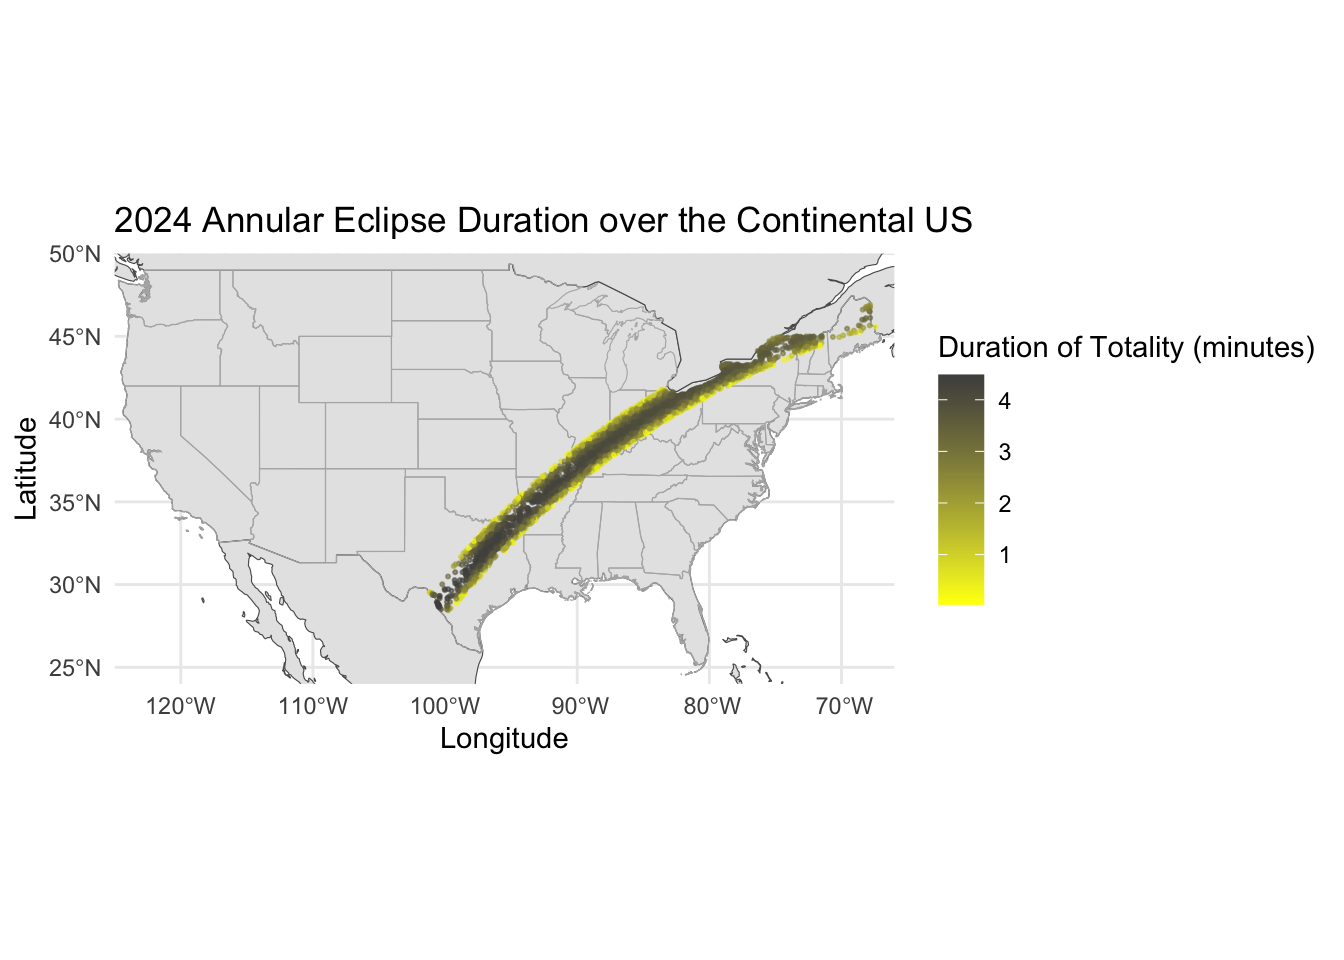 2024 Annular Eclipse Duration over the Continental US
50°N
45°N
40°N
35°N
30°N
25°N
Latitude
120°W 110°W 100°W 90°W 80°W 70°W
Longitude
Duration of Totality (minutes)
4
3
2
1